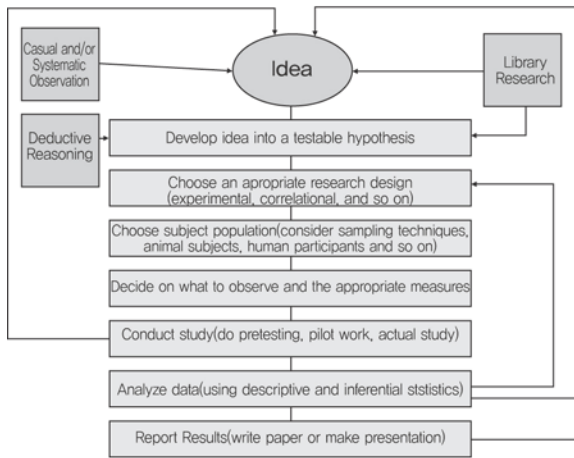 Casual and/or
Systematic
Observation
Idea
Library
Research
Deductive
Reasoning
Develop idea into a testable hypothesis
Choose an apropriate research design
(experimental, correlational, and so on)
Choose subject population(consider sampling techniques,
animal subjects, human participants and so on)
Decide on what to observe and the appropriate measures
Conduct study(do pretesting, pilot work, actual study)
Analyze data(using descriptive and inferential ststistics)
Report Results(write paper or make presentation)